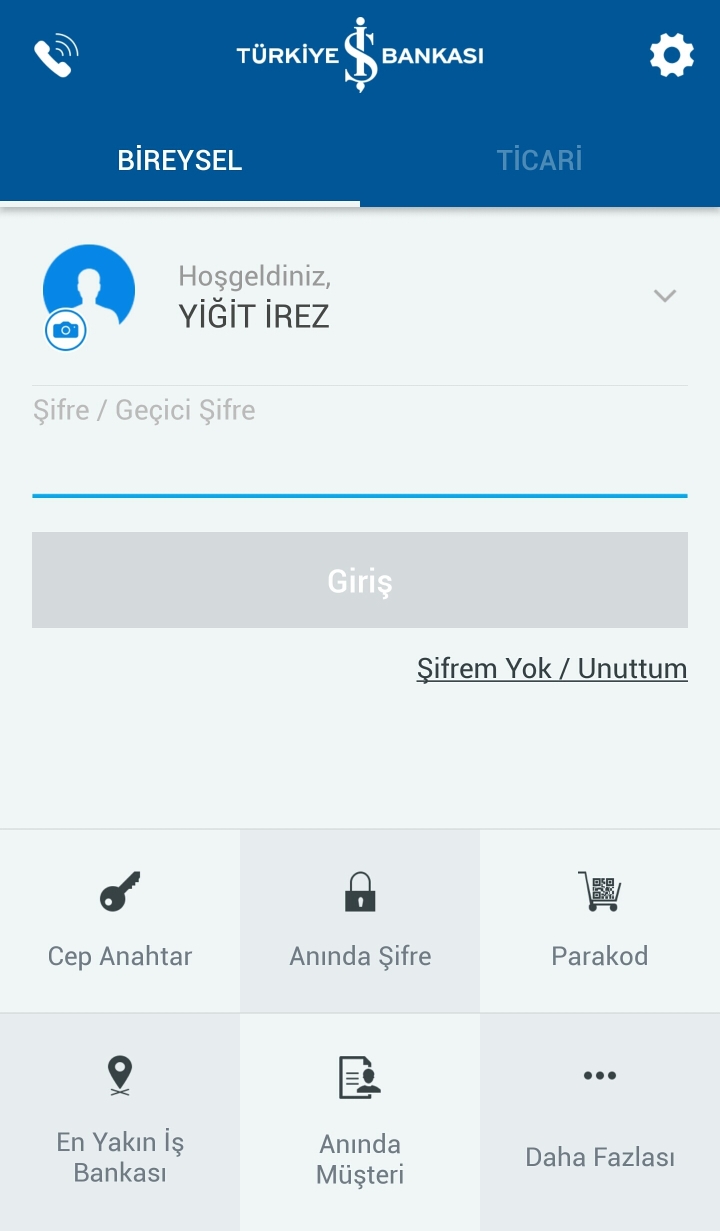 TÜRKİYE İŞ BANKASI
BİREYSEL
TİCARİ
Hoşgeldiniz,
YİĞİT İREZ
Şifre / Geçici Şifre
Giriş
Şifrem Yok / Unuttum
Cep Anahtar
Anında Şifre
Parakod
En Yakın İş
Bankası
Anında
Müşteri
Daha Fazlası